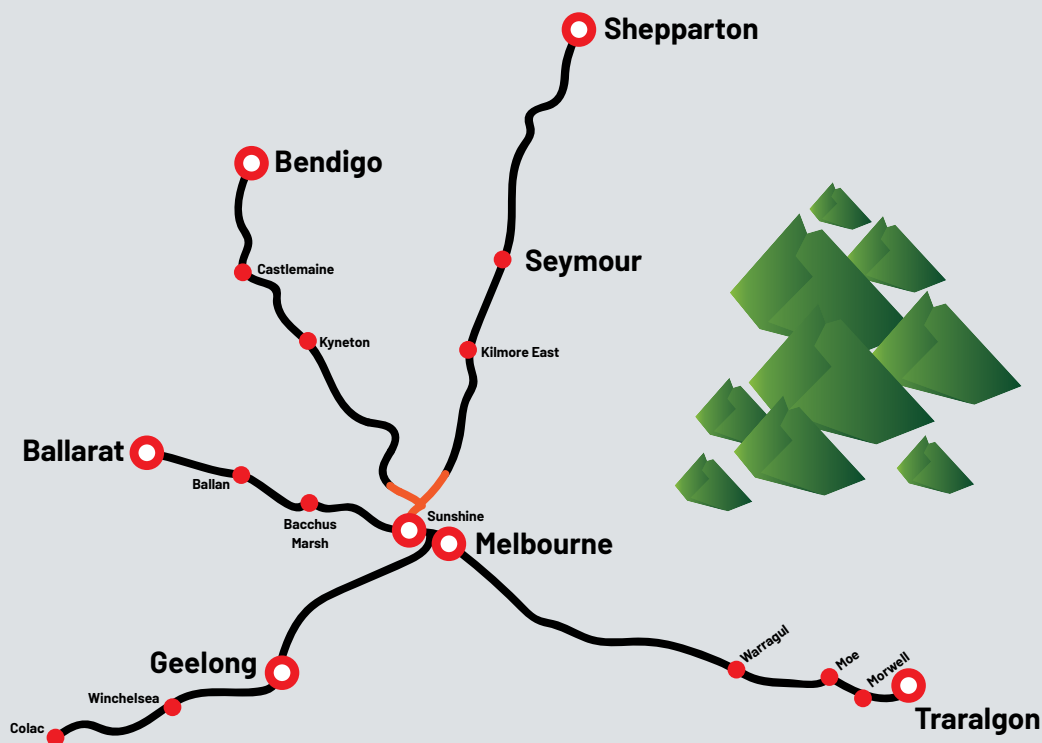 Shepparton
Bendigo
Seymour
Castlemaine
Kyneton
Kilmore East
Ballarat
Ballan
Bacchus
Marsh
Sunshine
Melbourne
Geelong
Winchelsea
Colac
Warragul
Moe
Morwell
Traralgon